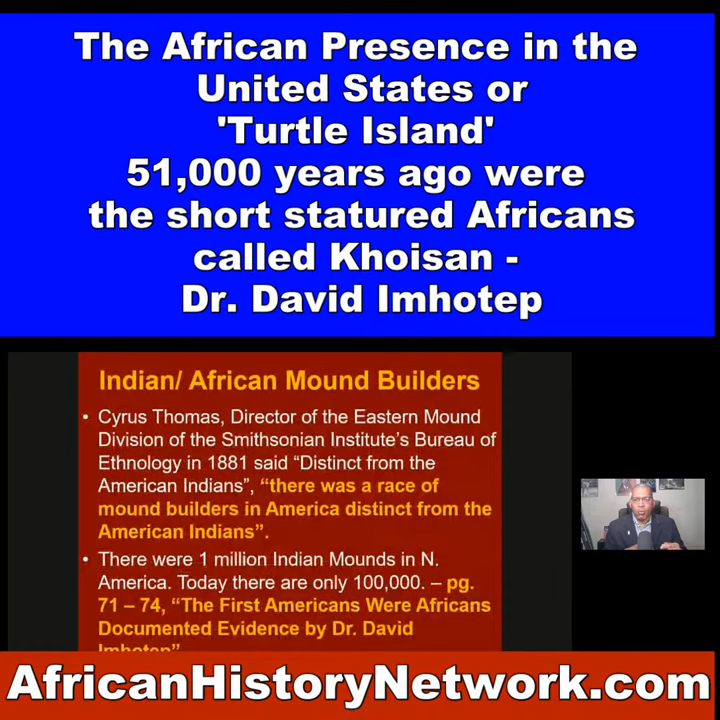 The African Presence in the
United States or
'Turtle Island'
51,000 years ago were
the short statured Africans
called Khoisan -
Dr. David Imhotep
Indian/ African Mound Builders
• Cyrus Thomas, Director of the Eastern Mound
Division of the Smithsonian Institute's Bureau of
Ethnology in 1881 said "Distinct from the
American Indians", "there was a race of
mound builders in America distinct from the
American Indians".
• There were 1 million Indian Mounds in N.
America. Today there are only 100,000. – pg.
71 – 74, "The First Americans Were Africans
Documented Evidence by Dr. David
Imhotep"
AfricanHistoryNetwork.com